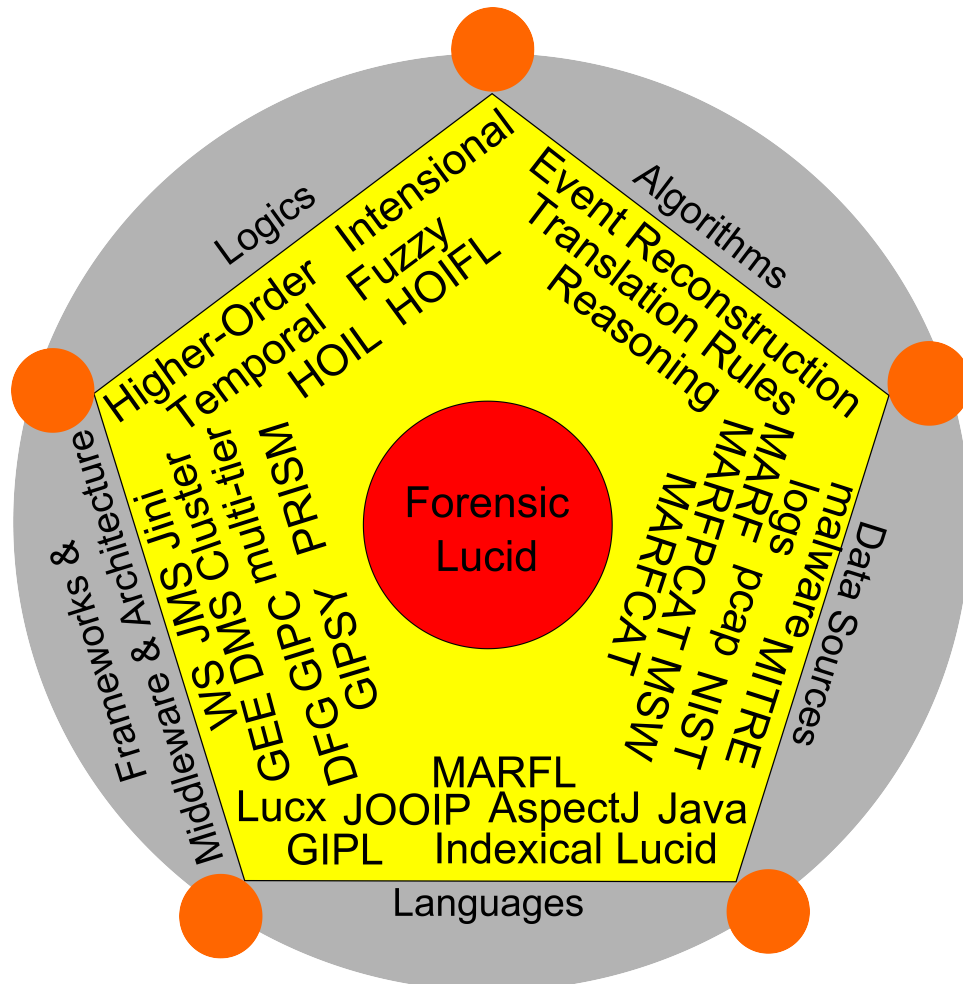 Logics
Higher-Order Intensional
Temporal Fuzzy
HOIL HOIFL
Algorithms
Event Reconstruction
Translation Rules
Reasoning
Forensic
Lucid
Frameworks &
Middleware & Architecture
WS JMS Jini
GEE DMS Cluster
DFG GIPC multi-tier
GIPSY PRISM
Data Sources
malware MITRE
logs
pcap NIST
MARF
MARFPCAT MSW
MARFCAT
MARFL
Lucx JOOIP AspectJ Java
GIPL Indexical Lucid
Languages